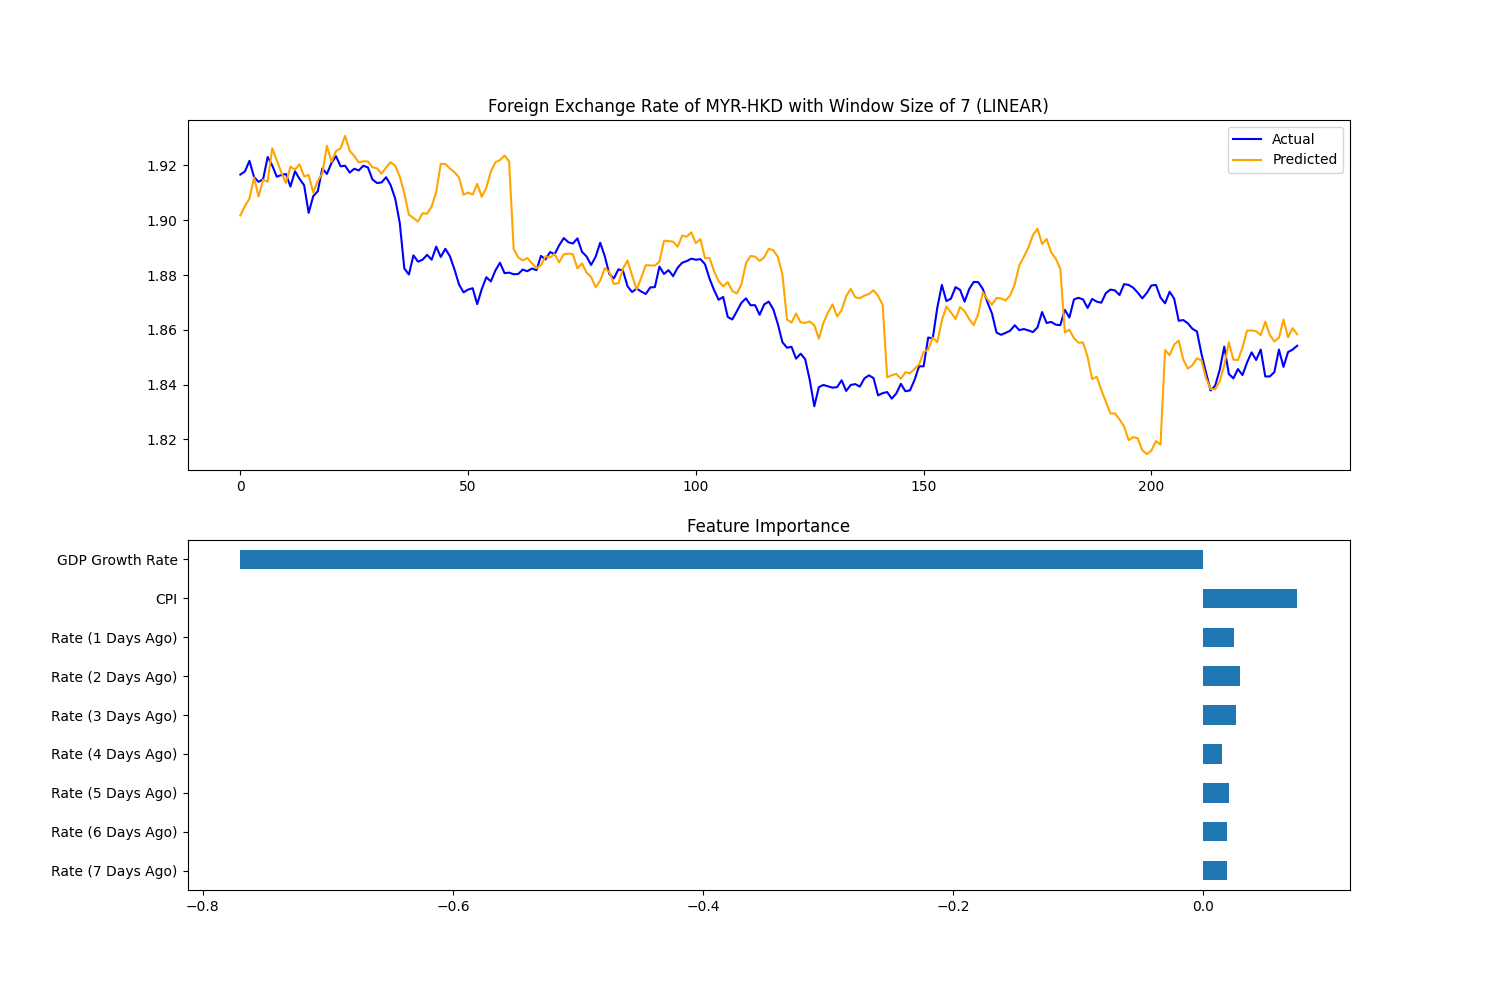 Foreign Exchange Rate of MYR-HKD with Window Size of 7 (LINEAR)
Actual
Predicted
1.92
1.90
1.88
1.86
1.84
1.82
0 50 100 150 200
Feature Importance
GDP Growth Rate
CPI
Rate (1 Days Ago)
Rate (2 Days Ago)
Rate (3 Days Ago)
Rate (4 Days Ago)
Rate (5 Days Ago)
Rate (6 Days Ago)
Rate (7 Days Ago)
−0.8 −0.6 −0.4 −0.2 0.0